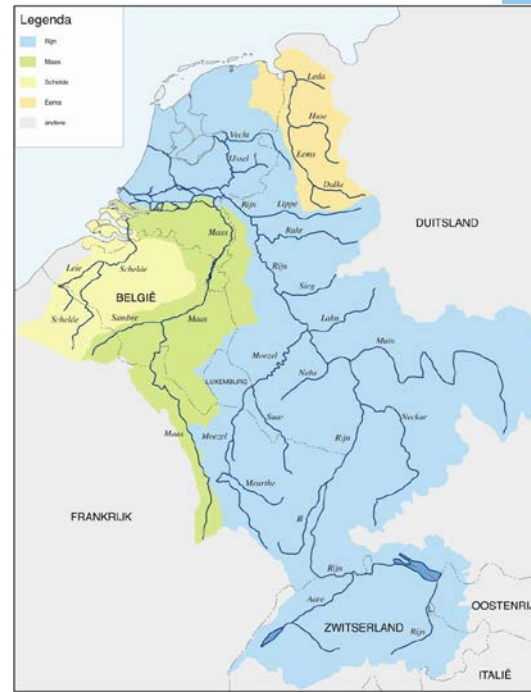 Legenda
Rijn
Maas
Schelde
Eems
andere
Leda
Hase
Vecht
IJssel
Eems
Dalke
Rijn
Lippe
DUITSLAND
Maas
Ruhr
Rijn
Leie
Schelde
Sieg
BELGIË
Schelde
Sambre
Maas
Lahn
Moezel
Main
Nahe
LUXEMBURG
Saar
Neckar
Maas
Moezel
Rijn
Meurthe
FRANKRIJK
Ill
Rijn
Aare
OOSTENRIJ
ZWITSERLAND
Rijn
ITALIË